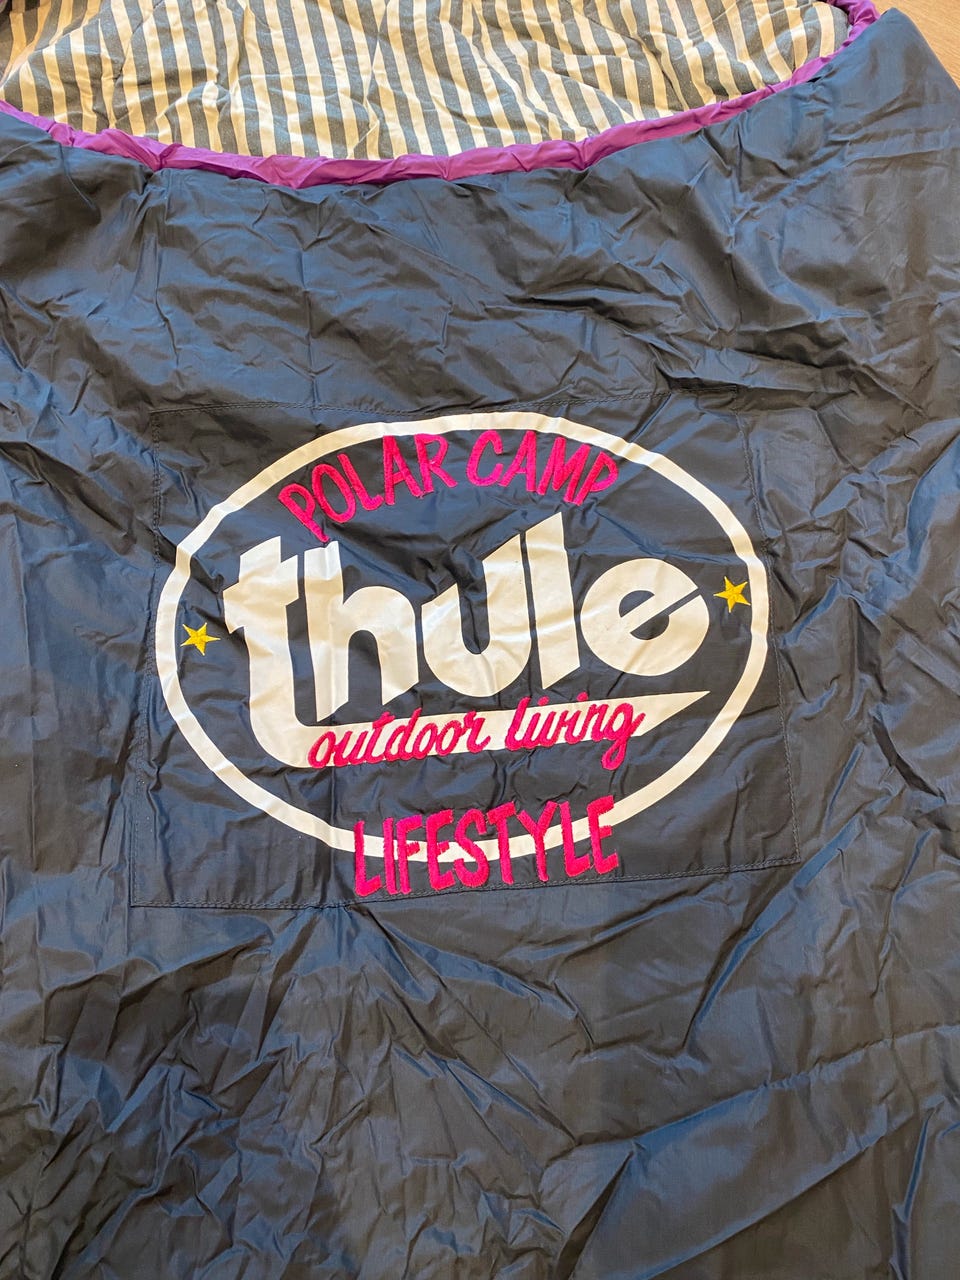 POLAR CAMP
thule
outdoor living
LIFESTYLE